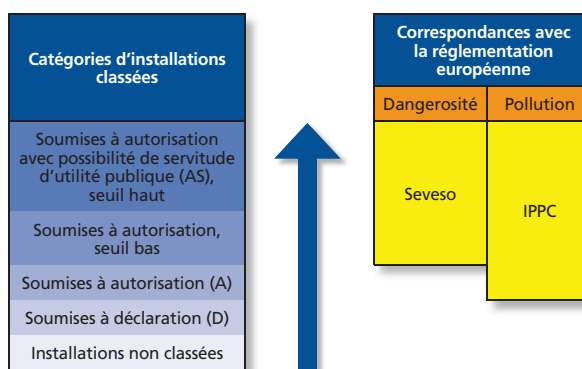 Catégories d’installations
classées
Soumises à autorisation
avec possibilité de servitude
d’utilité publique (AS),
seuil haut
Soumises à autorisation,
seuil bas
Soumises à autorisation (A)
Soumises à déclaration (D)
Installations non classées
Correspondances avec
la réglementation
européenne
Dangerosité
Pollution
Seveso
IPPC